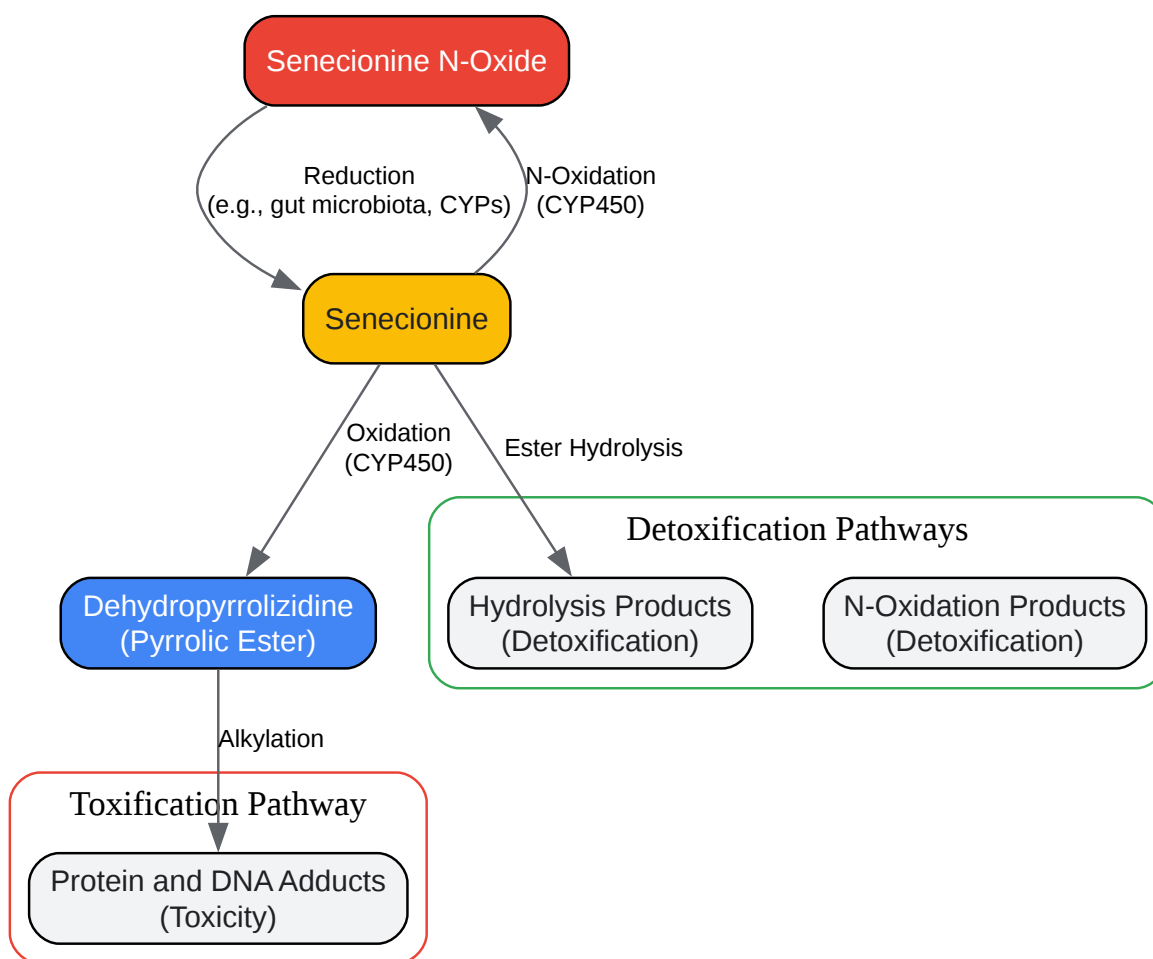 Senecionine N-Oxide
Reduction
(e.g., gut microbiota, CYPs)
N-Oxidation
(CYP450)
Senecionine
Oxidation
(CYP450)
Ester Hydrolysis
Detoxification Pathways
Dehydropyrrolizidine
(Pyrrolic Ester)
Hydrolysis Products
(Detoxification)
N-Oxidation Products
(Detoxification)
Alkylation
Toxification Pathway
Protein and DNA Adducts
(Toxicity)